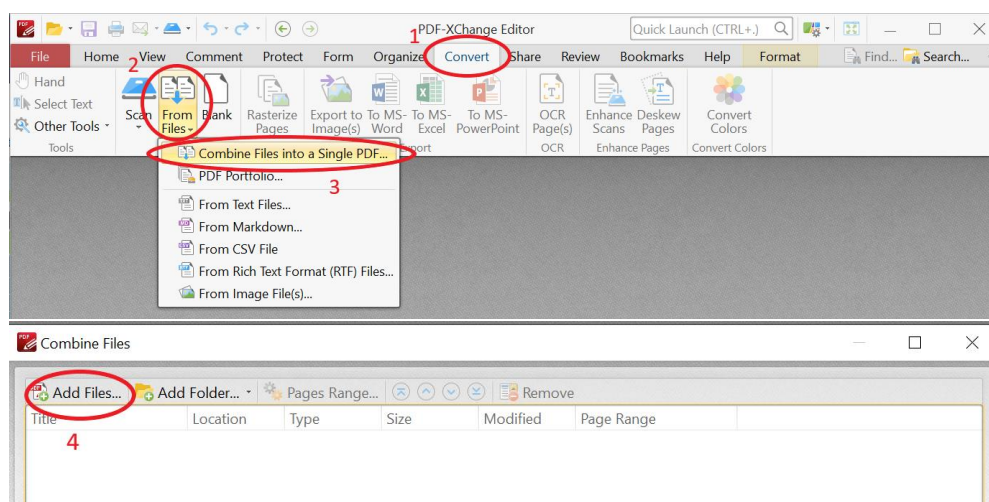 PDF-XChange Editor
Quick Launch (CTRL+.)
1
File Home View Comment Protect Form Organize Convert Share Review Bookmarks Help Format Find... Search...
2
Hand
Select Text
Other Tools
Tools
Scan From Files Blank Rasterize Pages Export to Image(s) To MS-Word To MS-Excel To MS-PowerPoint OCR Page(s) Enhance Scans Deskew Pages Convert Colors
Export OCR Enhance Pages Convert Colors
Combine Files into a Single PDF...
3
PDF Portfolio...
From Text Files...
From Markdown...
From CSV File
From Rich Text Format (RTF) Files...
From Image File(s)...
Combine Files
Add Files... Add Folder... Pages Range... Remove
Title Location Type Size Modified Page Range
4